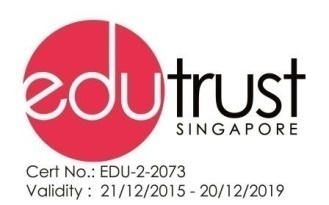 edutrust
SINGAPORE
Cert No.: EDU-2-2073
Validity : 21/12/2015 - 20/12/2019